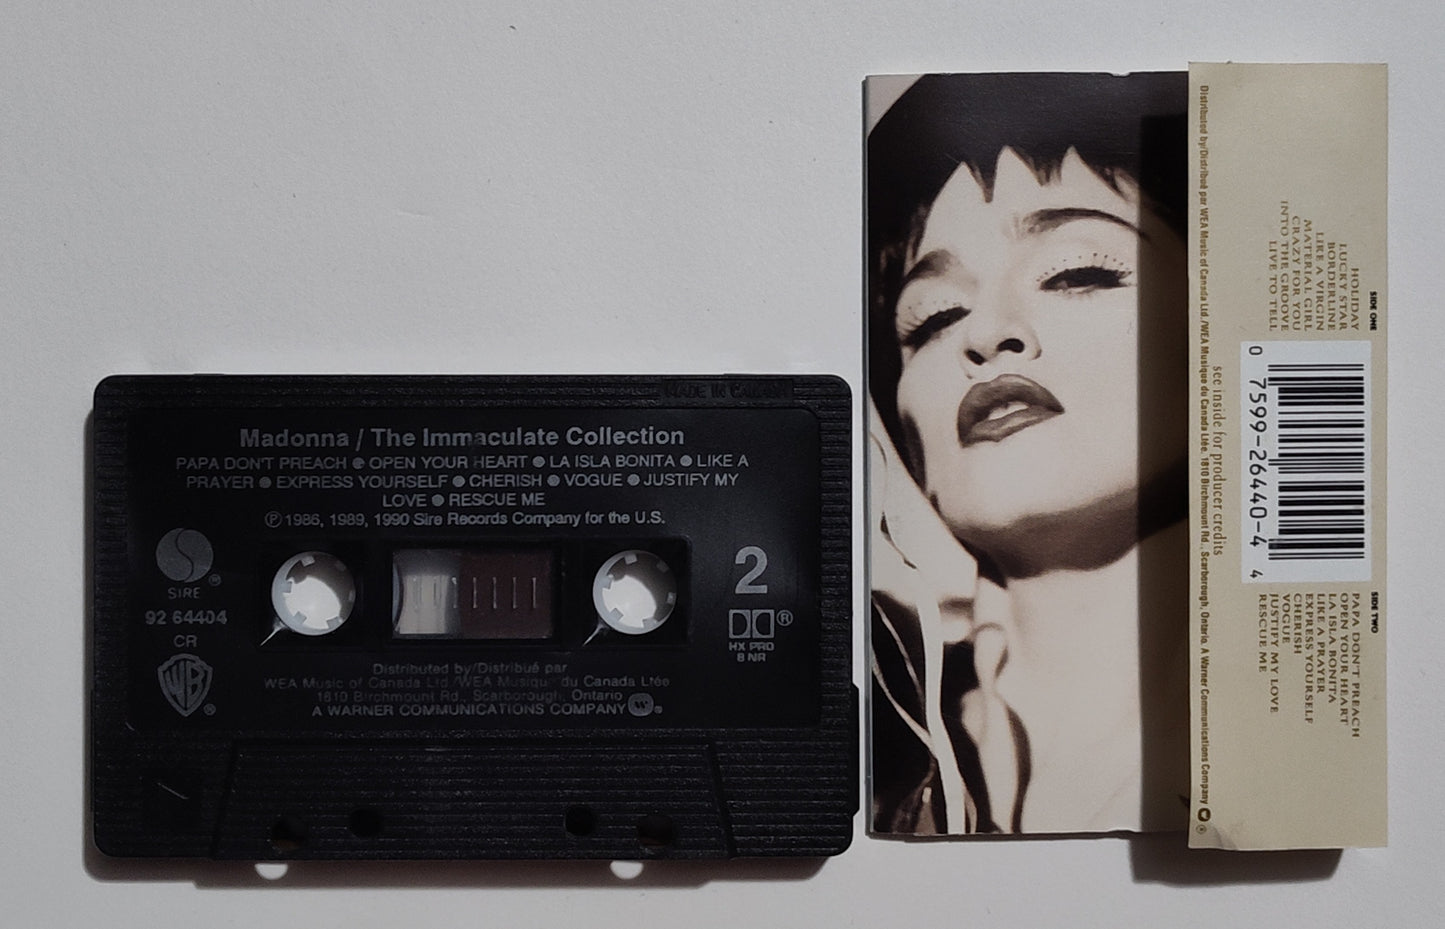 MADE IN CANADA
Madonna / The Immaculate Collection
PAPA DON'T PREACH ● OPEN YOUR HEART ● LA ISLA BONITA ● LIKE A
PRAYER ● EXPRESS YOURSELF ● CHERISH ● VOGUE ● JUSTIFY MY
LOVE ● RESCUE ME
℗ 1986, 1989, 1990 Sire Records Company for the U.S.
S
SIRE
®
92 64404
CR
WB
®
2
®
HX PRO
B NR
Distributed by/Distribué par
WEA Music of Canada Ltd./WEA Musique du Canada Ltée
1810 Birchmount Rd., Scarborough, Ontario
A WARNER COMMUNICATIONS COMPANY W ®
SIDE ONE
HOLIDAY
LUCKY STAR
BORDERLINE
LIKE A VIRGIN
MATERIAL GIRL
CRAZY FOR YOU
INTO THE GROOVE
LIVE TO TELL
0 7599-26440-4 4
SIDE TWO
PAPA DON'T PREACH
OPEN YOUR HEART
LA ISLA BONITA
LIKE A PRAYER
EXPRESS YOURSELF
CHERISH
VOGUE
JUSTIFY MY LOVE
RESCUE ME
see inside for producer credits
Distributed by/Distribué par WEA Music of Canada Ltd./WEA Musique du Canada Ltée. 1810 Birchmount Rd., Scarborough, Ontario. A Warner Communications Company ®